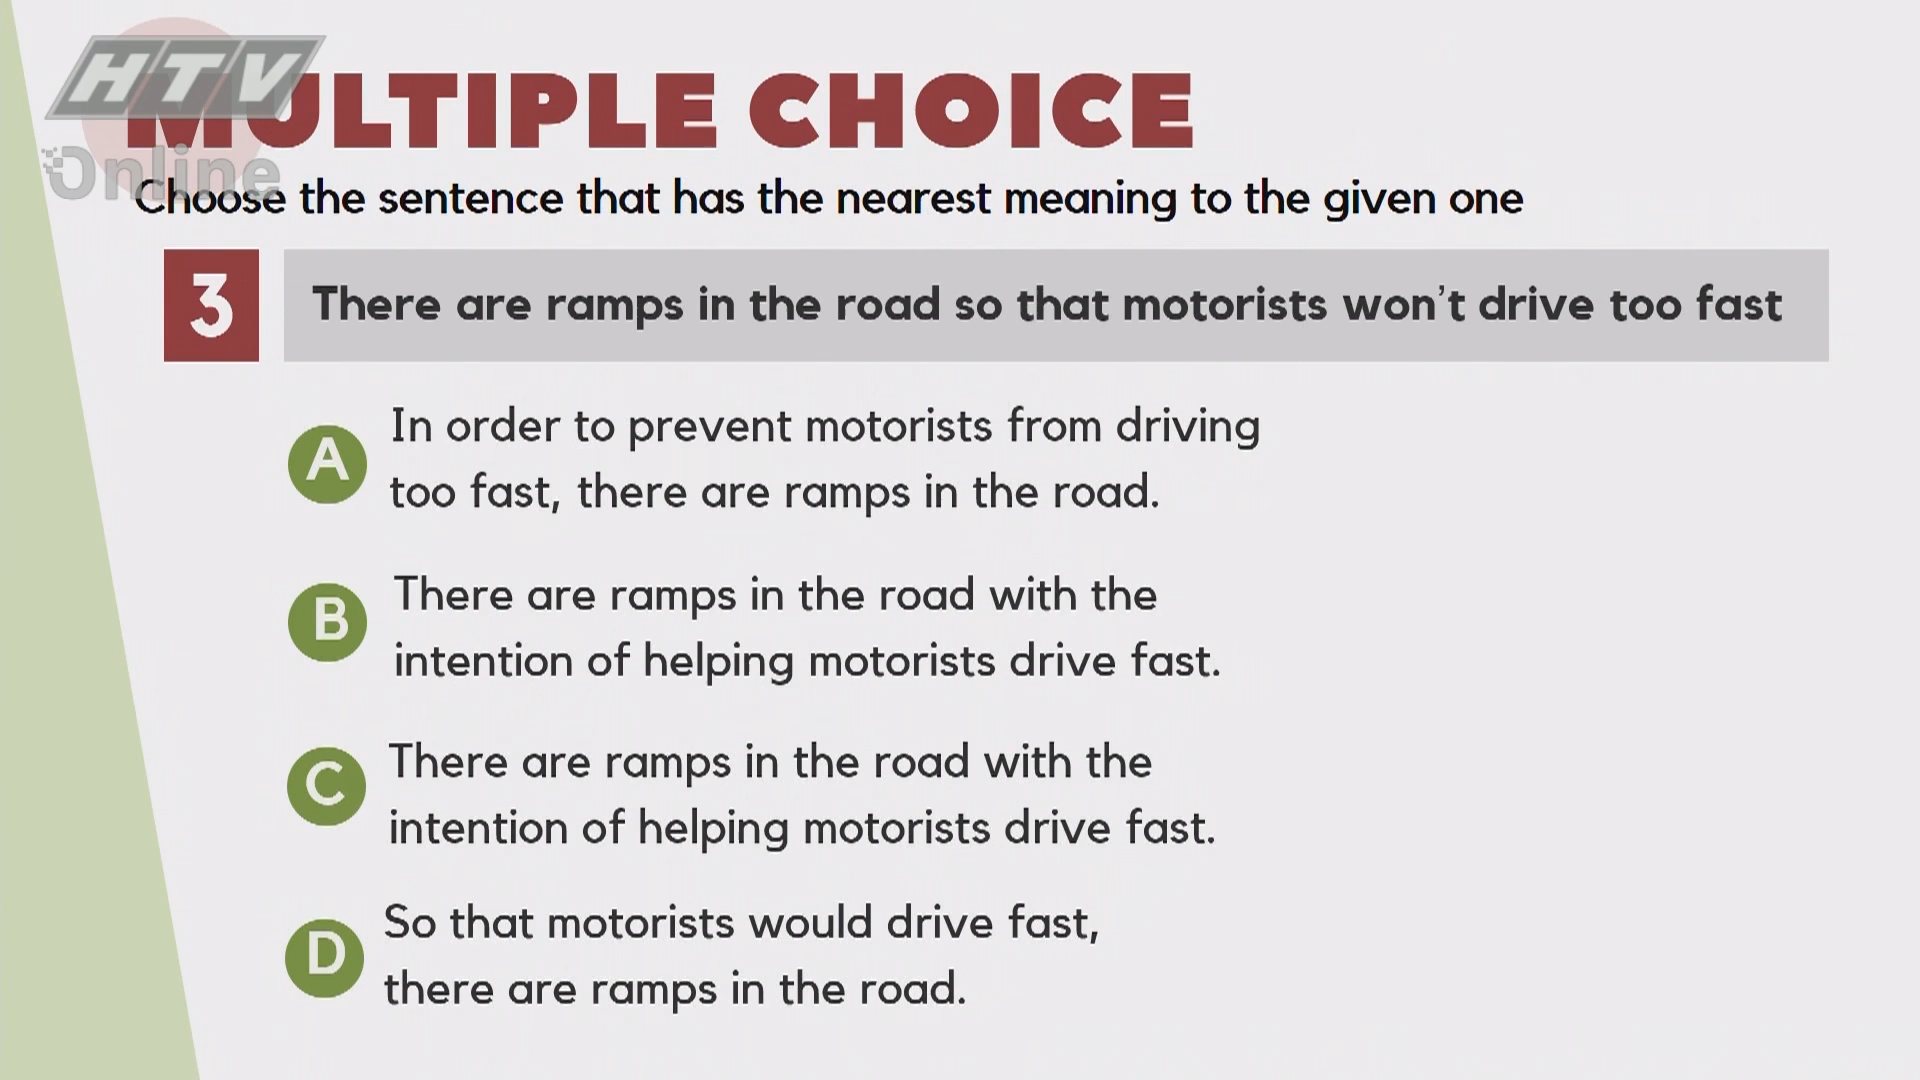 HTV
Online
MULTIPLE CHOICE
Choose the sentence that has the nearest meaning to the given one
3 There are ramps in the road so that motorists won't drive too fast
A In order to prevent motorists from driving
too fast, there are ramps in the road.
B There are ramps in the road with the
intention of helping motorists drive fast.
C There are ramps in the road with the
intention of helping motorists drive fast.
D So that motorists would drive fast,
there are ramps in the road.